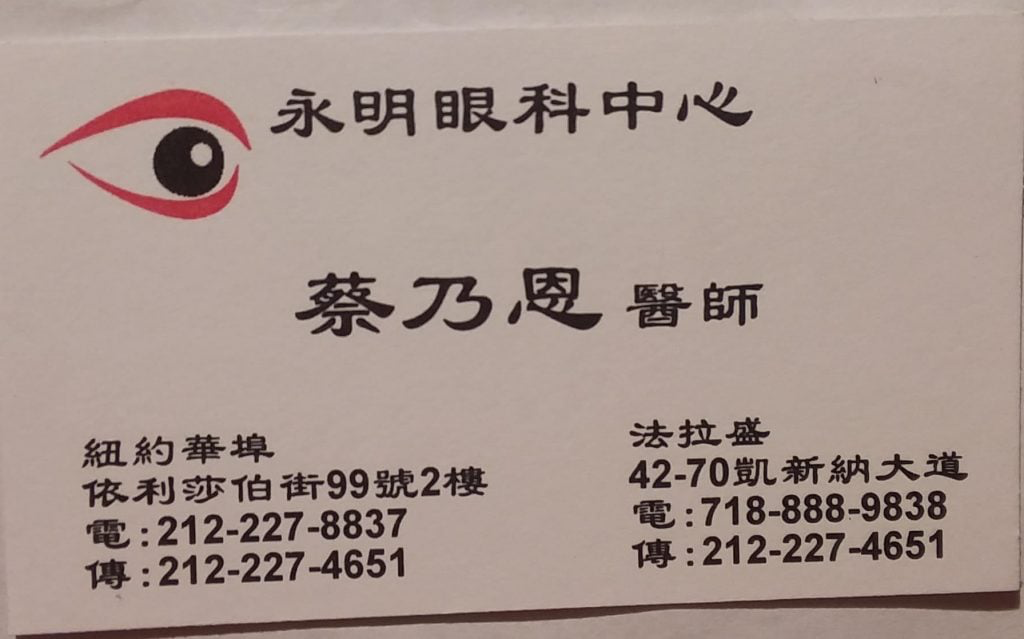 永明眼科中心
蔡乃恩 醫師
紐約華埠
依利莎伯街99號2樓
電:212-227-8837
傳:212-227-4651
法拉盛
42-70凱新納大道
電:718-888-9838
傳:212-227-4651